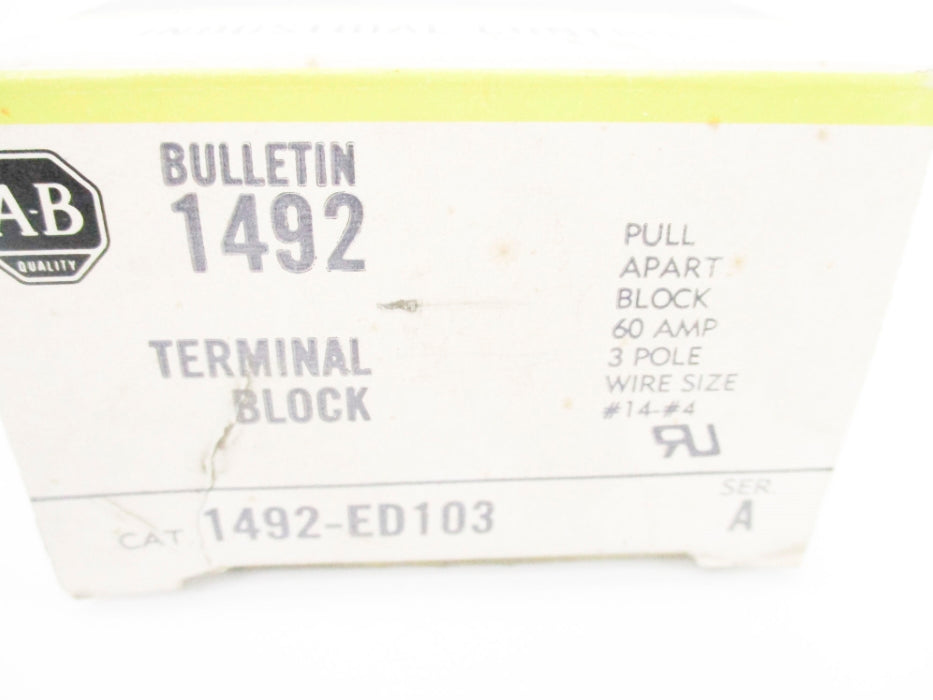 A-B
QUALITY
BULLETIN
1492
TERMINAL
BLOCK
PULL
APART
BLOCK
60 AMP
3 POLE
WIRE SIZE
#14-#4
RU
CAT. 1492-ED103
SER.
A